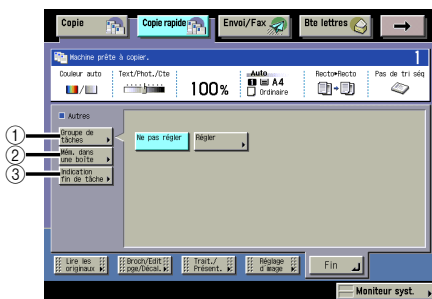 Copie
Copie rapide
Envoi/Fax
Bte lettres
Machine prête à copier.
1
Couleur auto
Text/Phot./Cte
100%
Auto
A4
Ordinaire
Recto▸Recto
Pas de tri séq
Autres
1
Groupe de
tâches
Ne pas régler
Régler
2
Mém. dans
une boîte
3
Indication
fin de tâche
Lire les
originaux
Broch/Edit
pge/Décal.
Trait./
Présent.
Réglage
d'image
Fin
Moniteur syst.